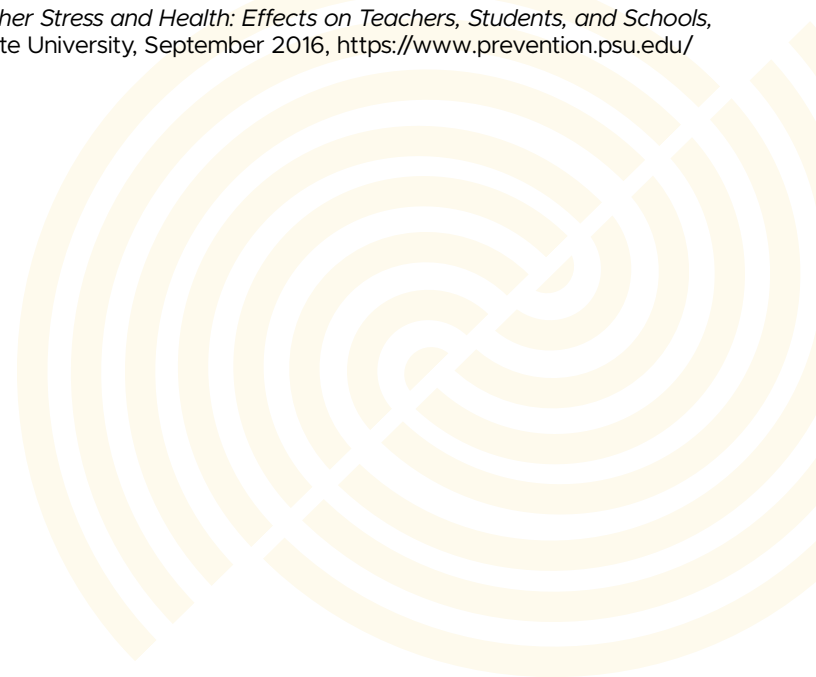 her Stress and Health: Effects on Teachers, Students, and Schools,
te University, September 2016, https://www.prevention.psu.edu/